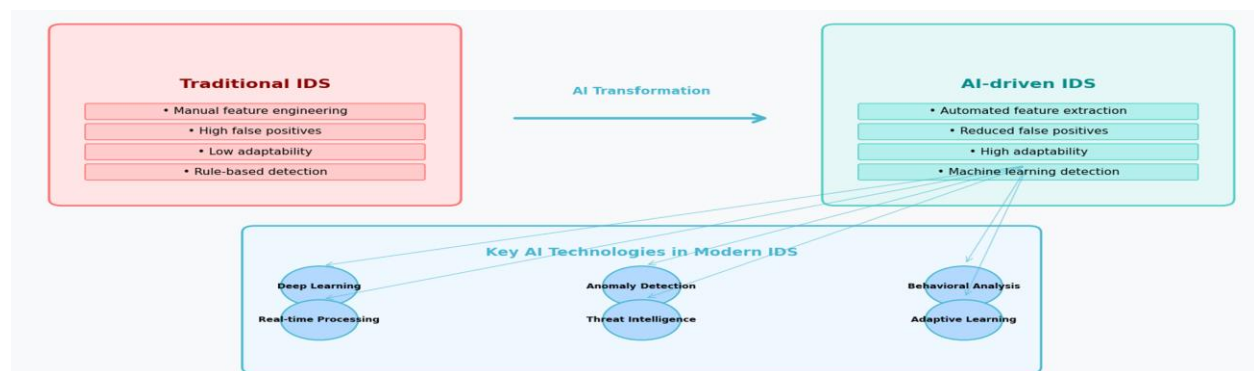 Traditional IDS
• Manual feature engineering
• High false positives
• Low adaptability
• Rule-based detection
AI Transformation
AI-driven IDS
• Automated feature extraction
• Reduced false positives
• High adaptability
• Machine learning detection
Key AI Technologies in Modern IDS
Deep Learning
Anomaly Detection
Behavioral Analysis
Real-time Processing
Threat Intelligence
Adaptive Learning